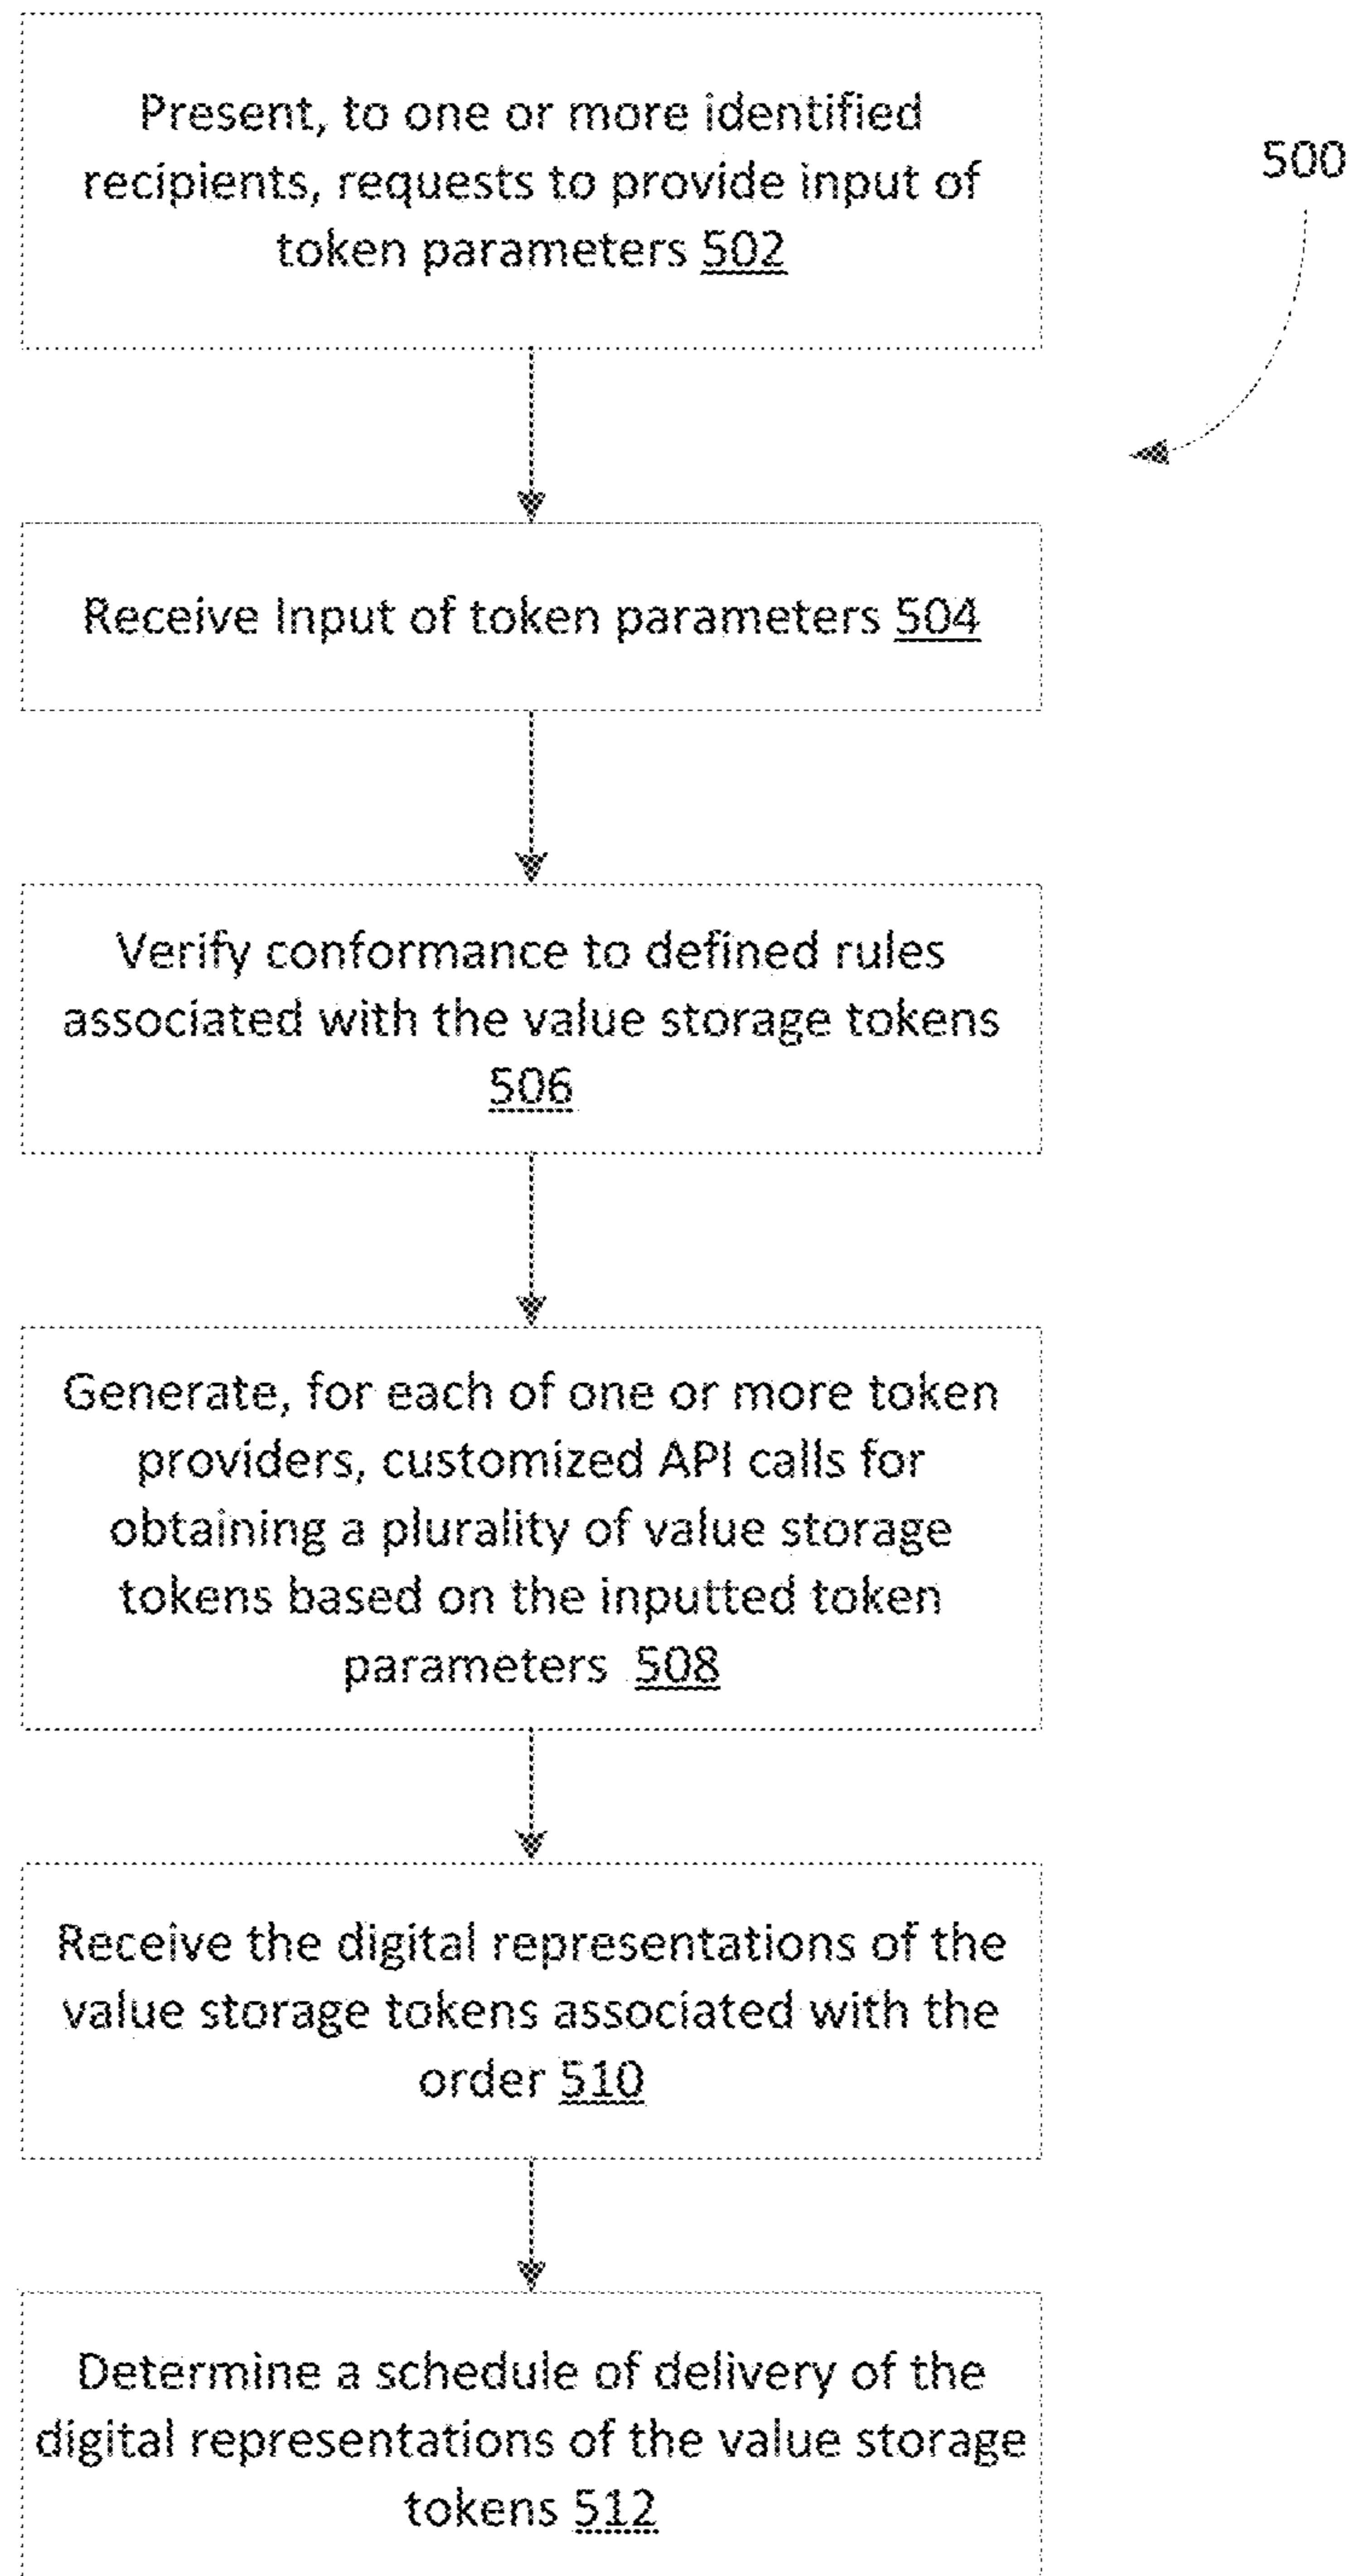 Present, to one or more identified
recipients, requests to provide input of
token parameters 502
500
Receive Input of token parameters 504
Verify conformance to defined rules
associated with the value storage tokens
506
Generate, for each of one or more token
providers, customized API calls for
obtaining a plurality of value storage
tokens based on the inputted token
parameters 508
Receive the digital representations of the
value storage tokens associated with the
order 510
Determine a schedule of delivery of the
digital representations of the value storage
tokens 512